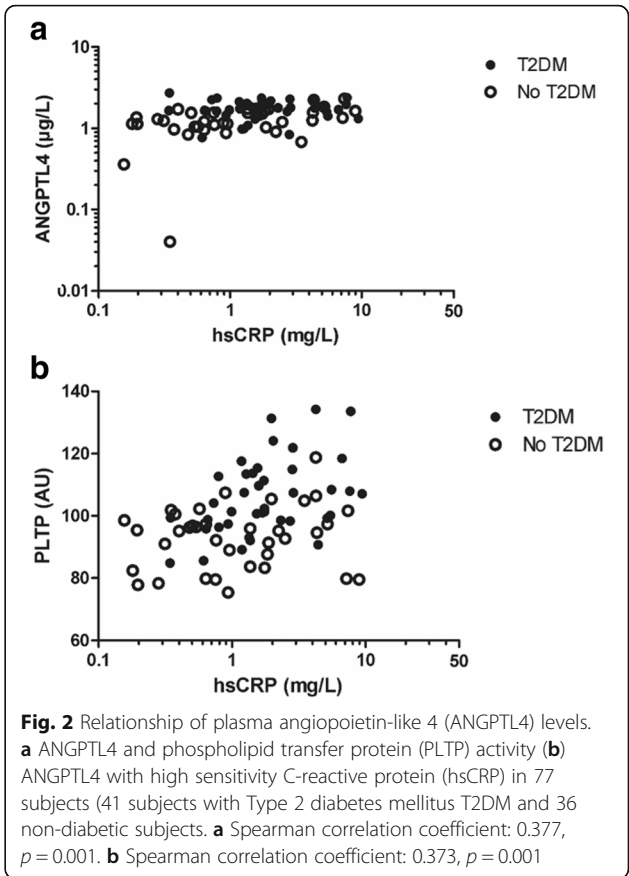 a
10
1
0.1
0.01
ANGPTL4 (µg/L)
0.1
1
10
50
hsCRP (mg/L)
T2DM
No T2DM
b
140
120
100
80
60
PLTP (AU)
0.1
1
10
50
hsCRP (mg/L)
T2DM
No T2DM
Fig. 2 Relationship of plasma angiopoietin-like 4 (ANGPTL4) levels.
a ANGPTL4 and phospholipid transfer protein (PLTP) activity (b)
ANGPTL4 with high sensitivity C-reactive protein (hsCRP) in 77
subjects (41 subjects with Type 2 diabetes mellitus T2DM and 36
non-diabetic subjects. a Spearman correlation coefficient: 0.377,
p = 0.001. b Spearman correlation coefficient: 0.373, p = 0.001